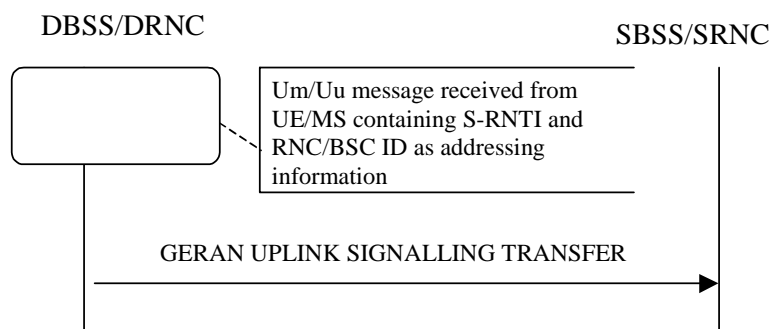 DBSS/DRNC
SBSS/SRNC
Um/Uu message received from
UE/MS containing S-RNTI and
RNC/BSC ID as addressing
information
GERAN UPLINK SIGNALLING TRANSFER